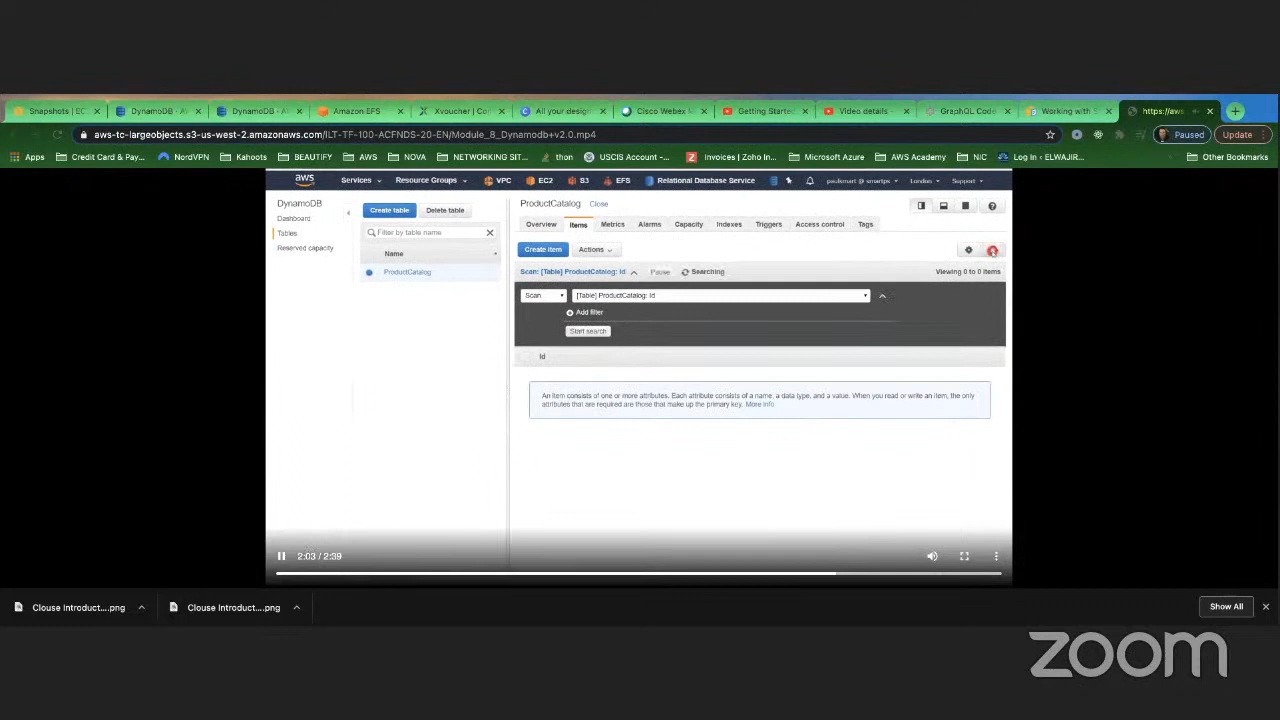 Snapshots | EC
DynamoDB · A
DynamoDB · A
Amazon EFS
Xvoucher | Co
All your design
Cisco Webex
Getting Started
Video details -
GraphQL Code
Working with
https://aws
aws-tc-largeobjects.s3-us-west-2.amazonaws.com/ILT-TF-100-ACFNDS-20-EN/Module_8_Dynamodb+v2.0.mp4
Paused
Update
Apps
Credit Card & Pay...
NordVPN
Kahoots
BEAUTIFY
AWS
NOVA
NETWORKING SIT...
thon
USCIS Account -...
Invoices | Zoho In...
Microsoft Azure
AWS Academy
NIC
Log In ‹ ELWAJIR...
Other Bookmarks
aws
Services
Resource Groups
VPC
EC2
S3
EFS
Relational Database Service
paulsmart @ smartps
London
Support
DynamoDB
Dashboard
Tables
Reserved capacity
Create table
Delete table
Filter by table name
Name
ProductCatalog
ProductCatalog Close
Overview
Items
Metrics
Alarms
Capacity
Indexes
Triggers
Access control
Tags
Create item
Actions
Scan: [Table] ProductCatalog: Id
Pause
Searching
Viewing 0 to 0 items
Scan
[Table] ProductCatalog: Id
Add filter
Start search
Id
An item consists of one or more attributes. Each attribute consists of a name, a data type, and a value. When you read or write an item, the only
attributes that are required are those that make up the primary key. More info
2:03 / 2:39
Clouse Introduct....png
Clouse Introduct....png
Show All
zoom